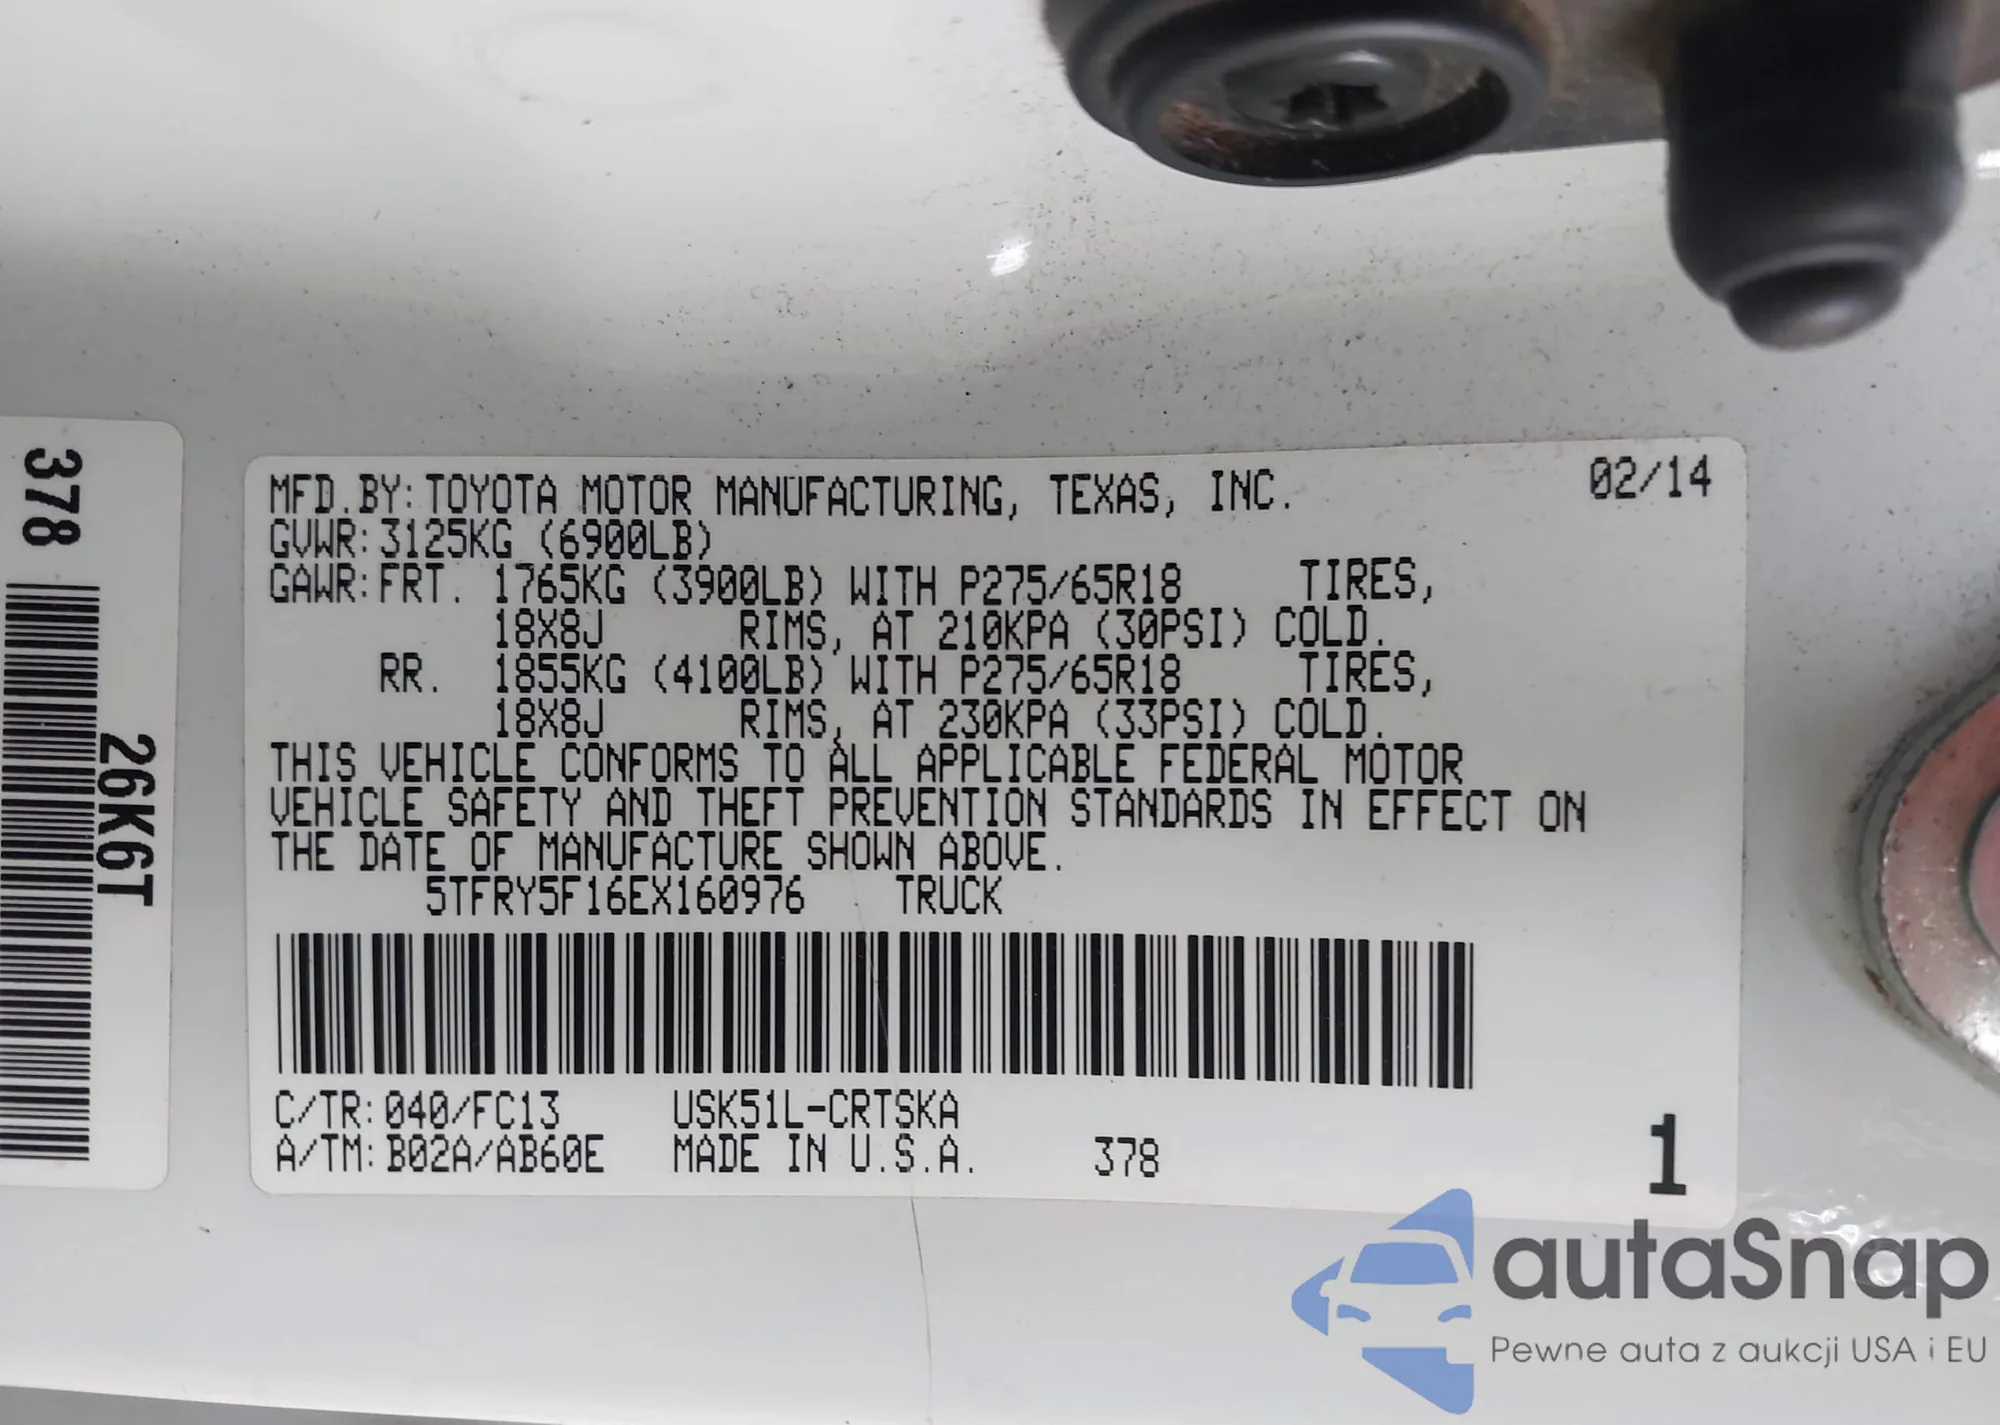 378
26K6T
MFD.BY: TOYOTA MOTOR MANUFACTURING, TEXAS, INC. 02/14
GVWR: 3125KG (6900LB)
GAWR: FRT. 1765KG (3900LB) WITH P275/65R18 TIRES,
18X8J RIMS, AT 210KPA (30PSI) COLD.
RR. 1855KG (4100LB) WITH P275/65R18 TIRES,
18X8J RIMS, AT 230KPA (33PSI) COLD.
THIS VEHICLE CONFORMS TO ALL APPLICABLE FEDERAL MOTOR
VEHICLE SAFETY AND THEFT PREVENTION STANDARDS IN EFFECT ON
THE DATE OF MANUFACTURE SHOWN ABOVE.
5TFRY5F16EX160976 TRUCK
C/TR: 040/FC13 USK51L-CRTSKA
A/TM: B02A/AB60E MADE IN U.S.A. 378
1
autaSnap
Pewne auta z aukcji USA i EU